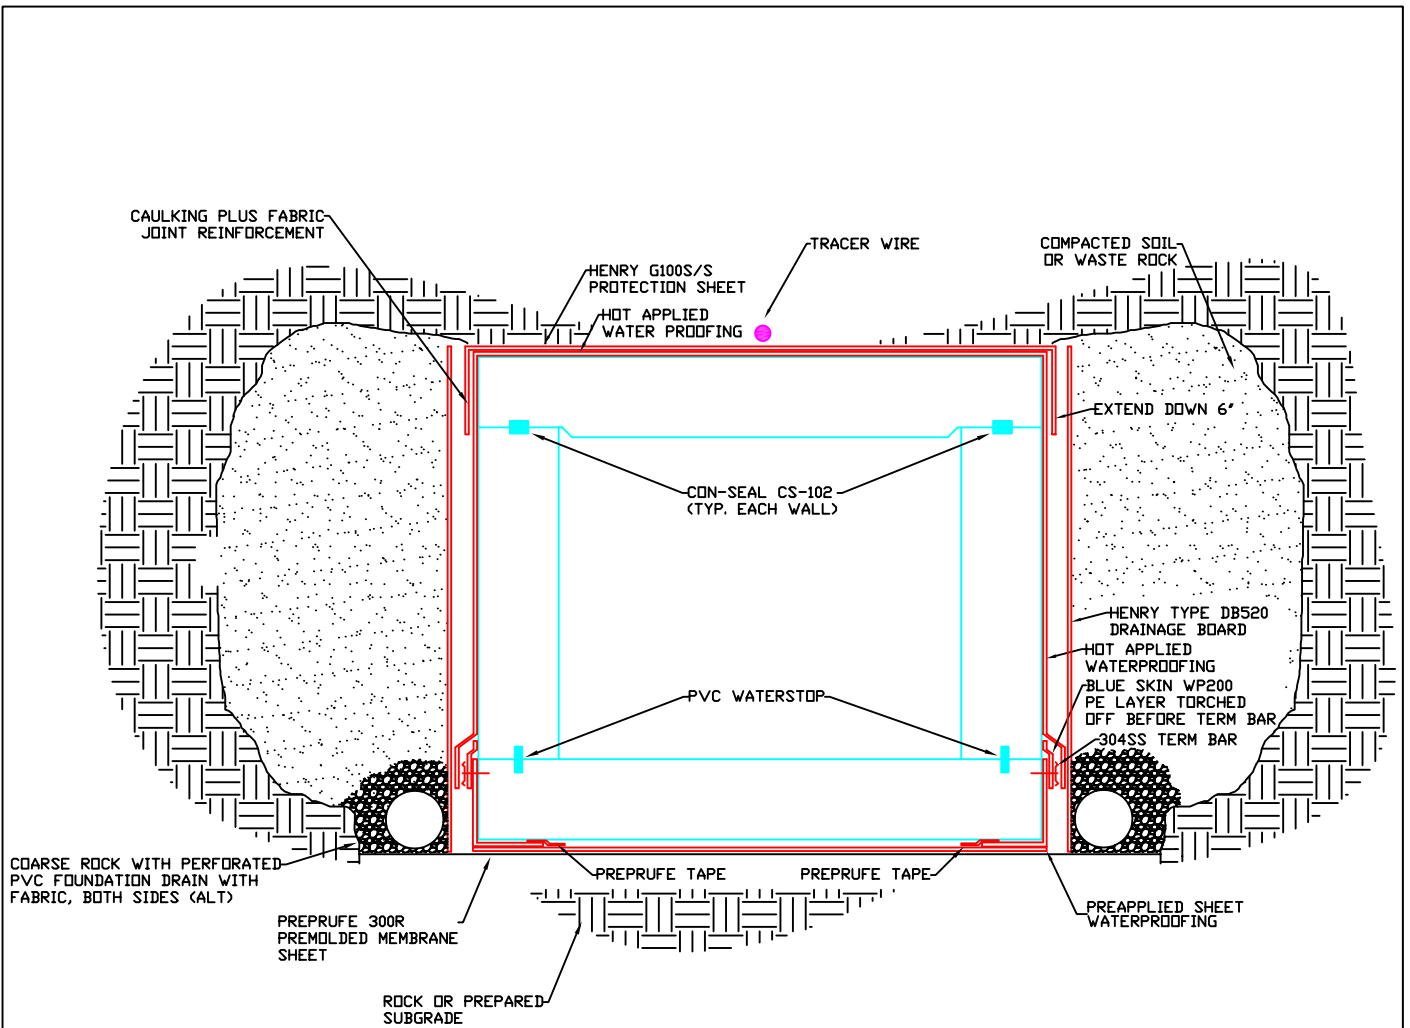 CAULKING PLUS FABRIC
JOINT REINFORCEMENT
TRACER WIRE
COMPACTED SOIL
OR WASTE ROCK
HENRY G100S/S
PROTECTION SHEET
HOT APPLIED
WATER PROOFING
EXTEND DOWN 6"
CON-SEAL CS-102
(TYP. EACH WALL)
HENRY TYPE DB520
DRAINAGE BOARD
HOT APPLIED
WATERPROOFING
BLUE SKIN WP200
PE LAYER TORCHED
OFF BEFORE TERM BAR
304SS TERM BAR
PVC WATERSTOP
COARSE ROCK WITH PERFORATED
PVC FOUNDATION DRAIN WITH
FABRIC, BOTH SIDES (ALT)
PREPRUFE TAPE
PREPRUFE TAPE
PREPRUFE 300R
PREMOLDED MEMBRANE
SHEET
PREAPPLIED SHEET
WATERPROOFING
ROCK OR PREPARED
SUBGRADE